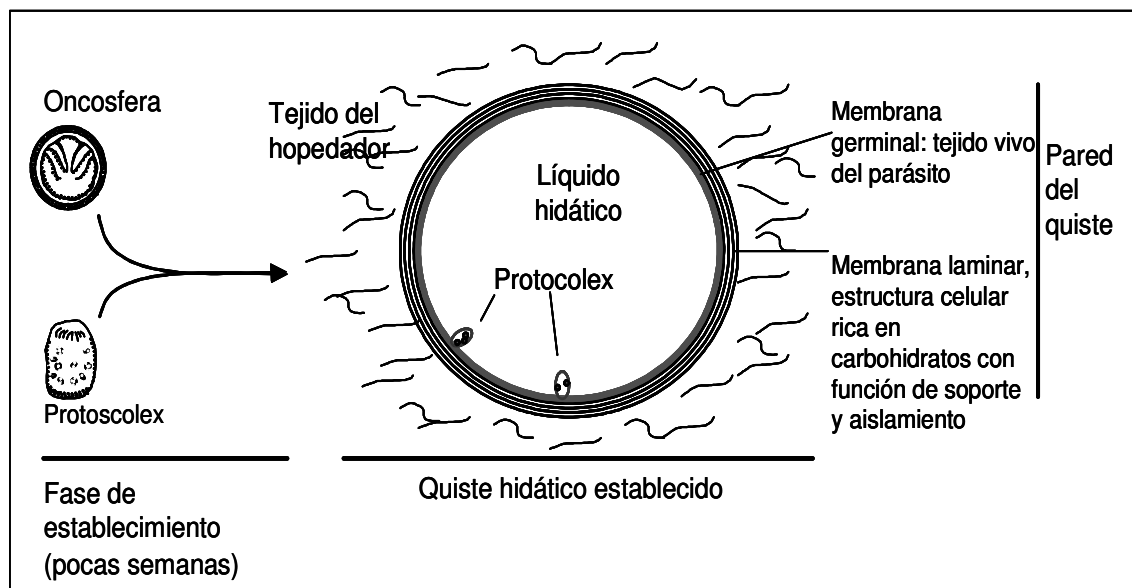 Oncosfera
Protoscolex
Fase de
establecimiento
(pocas semanas)
Tejido del
hopedador
Líquido
hidático
Protocolex
Quiste hidático establecido
Membrana
germinal: tejido vivo
del parásito
Membrana laminar,
estructura celular
rica en
carbohidratos con
función de soporte
y aislamiento
Pared
del
quiste